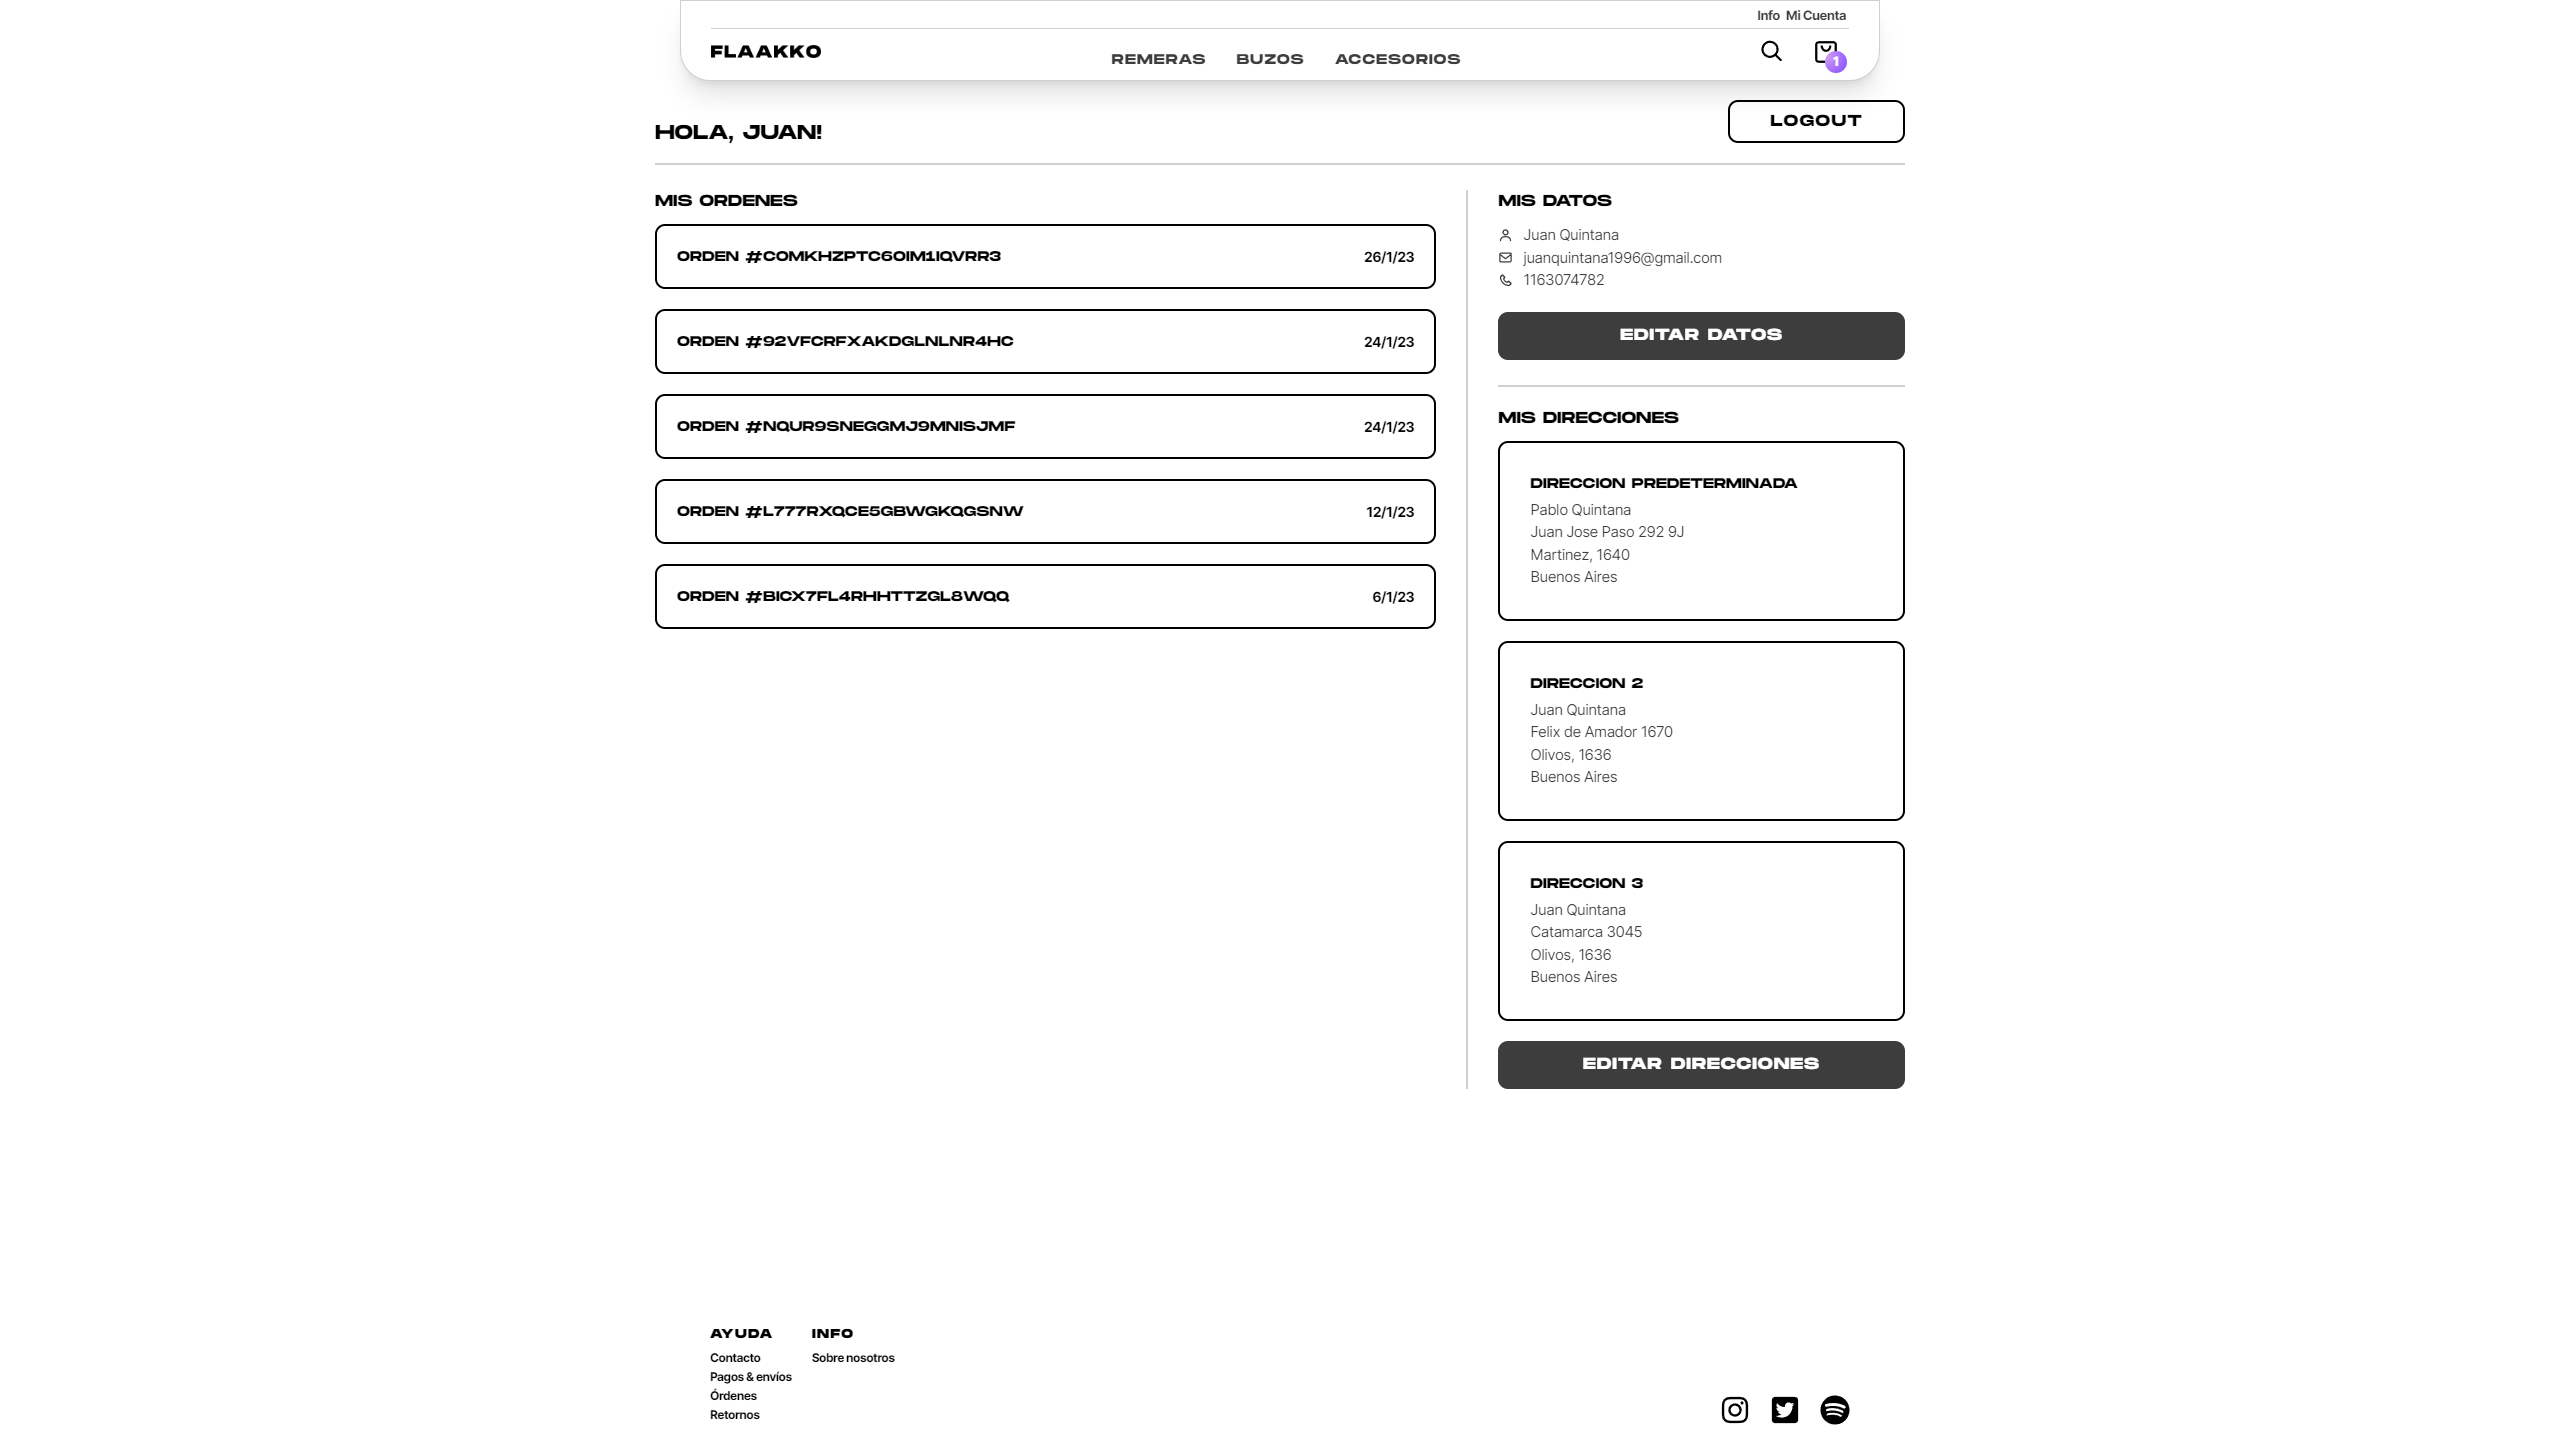 Info Mi Cuenta
FLAAKKO
REMERAS BUZOS ACCESORIOS
1
HOLA, JUAN!
LOGOUT
MIS ORDENES
ORDEN #COMKHZPTC6OIM1IQVRR3
26/1/23
ORDEN #92VFCRFXAKDGLNLNR4HC
24/1/23
ORDEN #NQUR9SNEGGMJ9MNISJMF
24/1/23
ORDEN #L777RXQCE5GBWGKQGSNW
12/1/23
ORDEN #BICX7FL4RHHTTZGL8WQQ
6/1/23
MIS DATOS
Juan Quintana
juanquintana1996@gmail.com
1163074782
EDITAR DATOS
MIS DIRECCIONES
DIRECCION PREDETERMINADA
Pablo Quintana
Juan Jose Paso 292 9J
Martinez, 1640
Buenos Aires
DIRECCION 2
Juan Quintana
Felix de Amador 1670
Olivos, 1636
Buenos Aires
DIRECCION 3
Juan Quintana
Catamarca 3045
Olivos, 1636
Buenos Aires
EDITAR DIRECCIONES
AYUDA
Contacto
Pagos & envíos
Órdenes
Retornos
INFO
Sobre nosotros